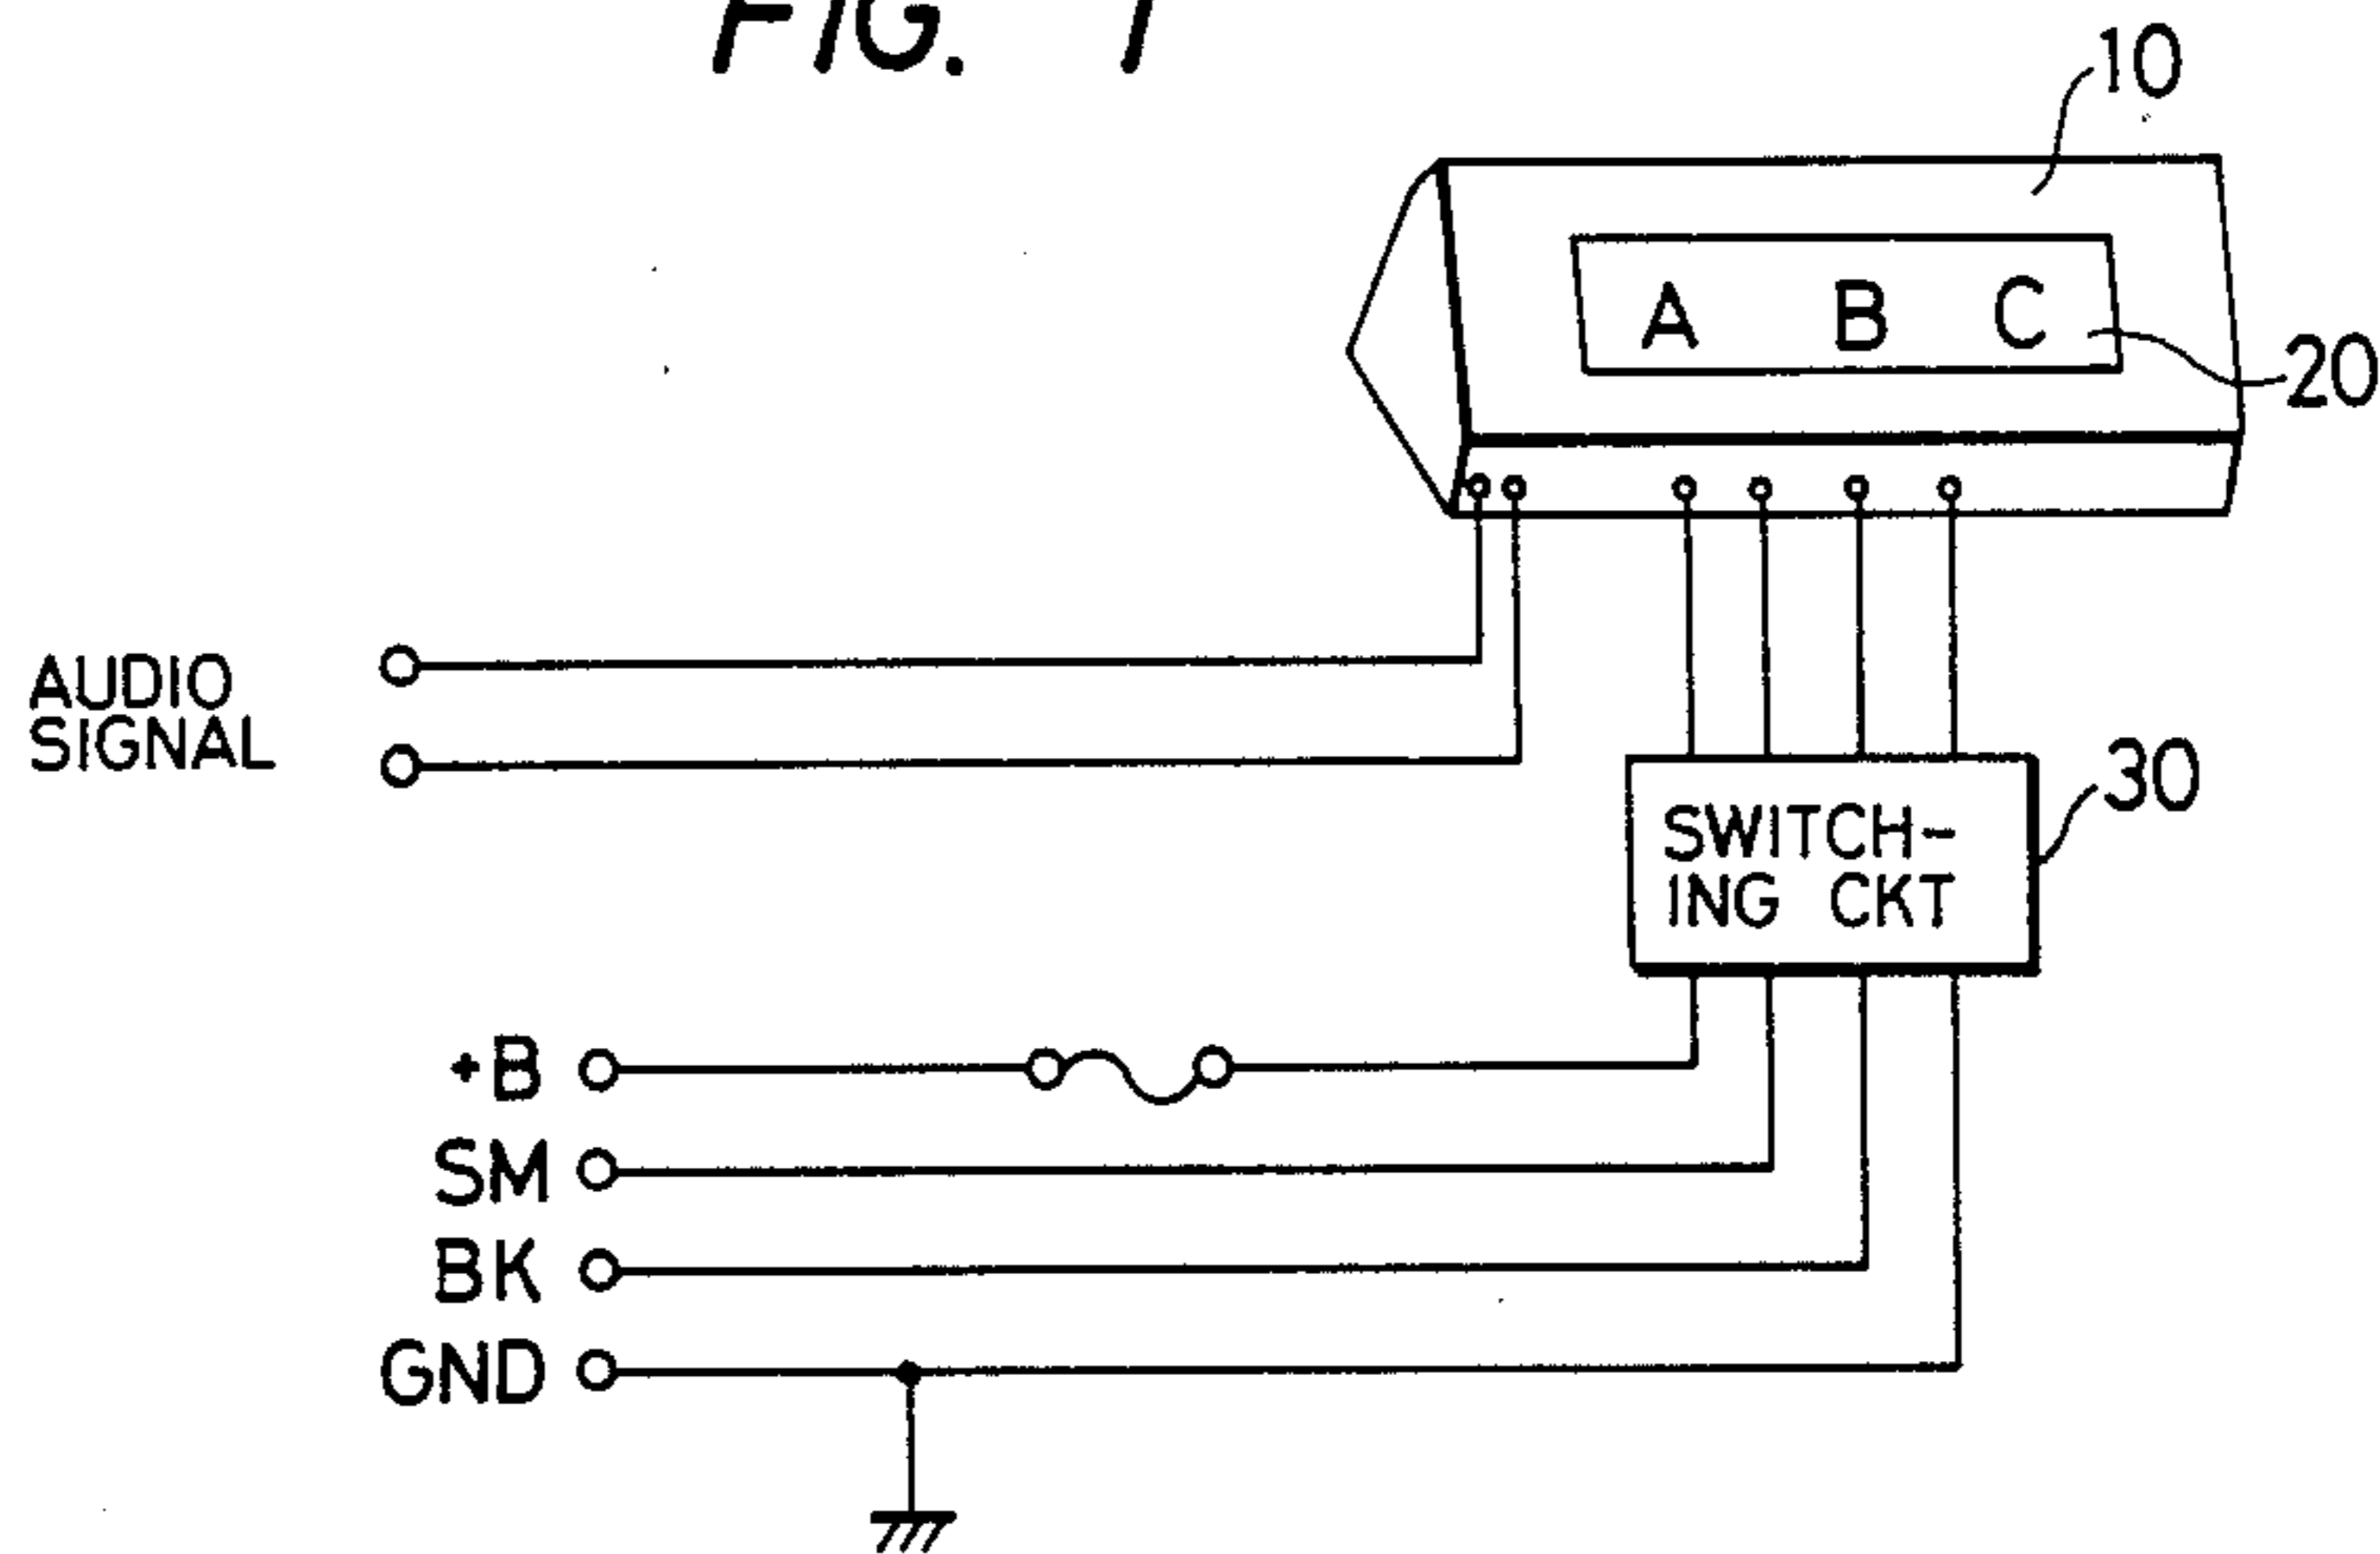 FIG. 1
10
A B C
20
AUDIO
SIGNAL
30
SWITCH-
ING CKT
+B
SM
BK
GND